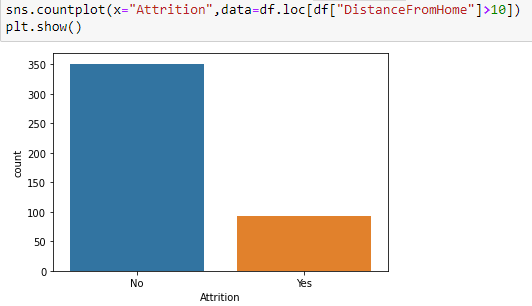 sns.countplot(x="Attrition",data=df.loc[df["DistanceFromHome"]>10])
plt.show()
350
300
250
200
150
100
50
0
count
No Yes
Attrition